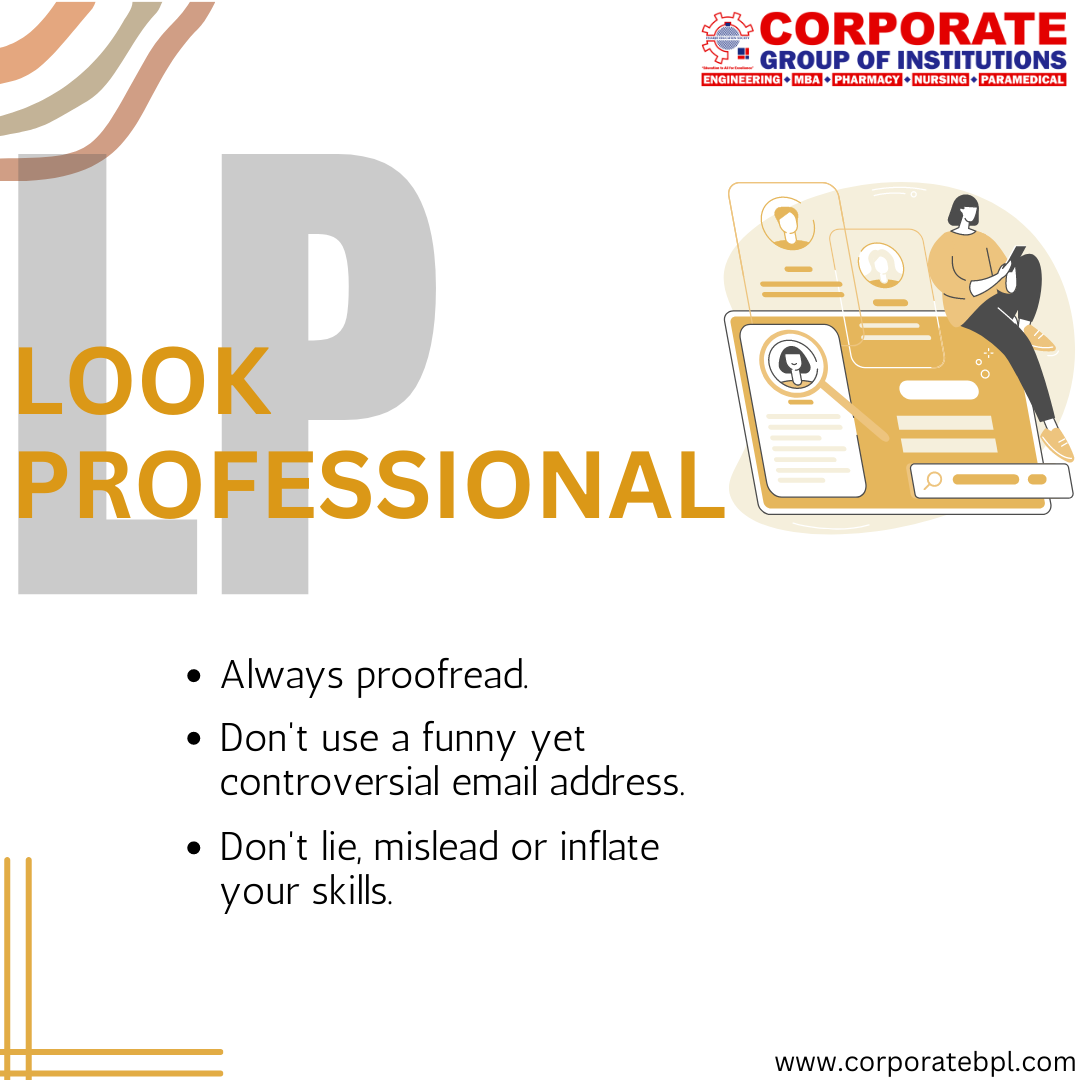 CORPORATE
GROUP OF INSTITUTIONS
ENGINEERING MBA PHARMACY NURSING PARAMEDICAL
LP
LOOK
PROFESSIONAL
• Always proofread.
• Don't use a funny yet
controversial email address.
• Don't lie, mislead or inflate
your skills.
www.corporatebpl.com